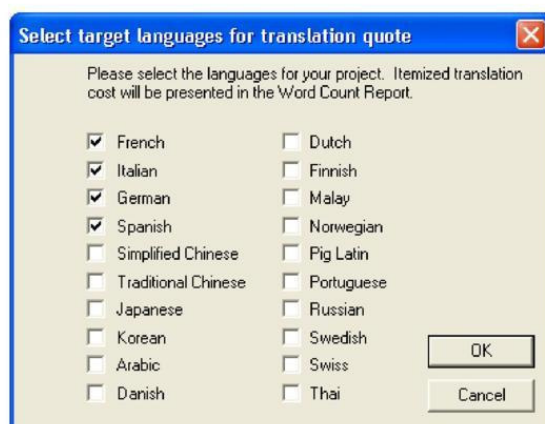 Select target languages for translation quote
Please select the languages for your project. Itemized translation
cost will be presented in the Word Count Report.
French
Italian
German
Spanish
Simplified Chinese
Traditional Chinese
Japanese
Korean
Arabic
Danish
Dutch
Finnish
Malay
Norwegian
Pig Latin
Portuguese
Russian
Swedish
Swiss
Thai
OK
Cancel